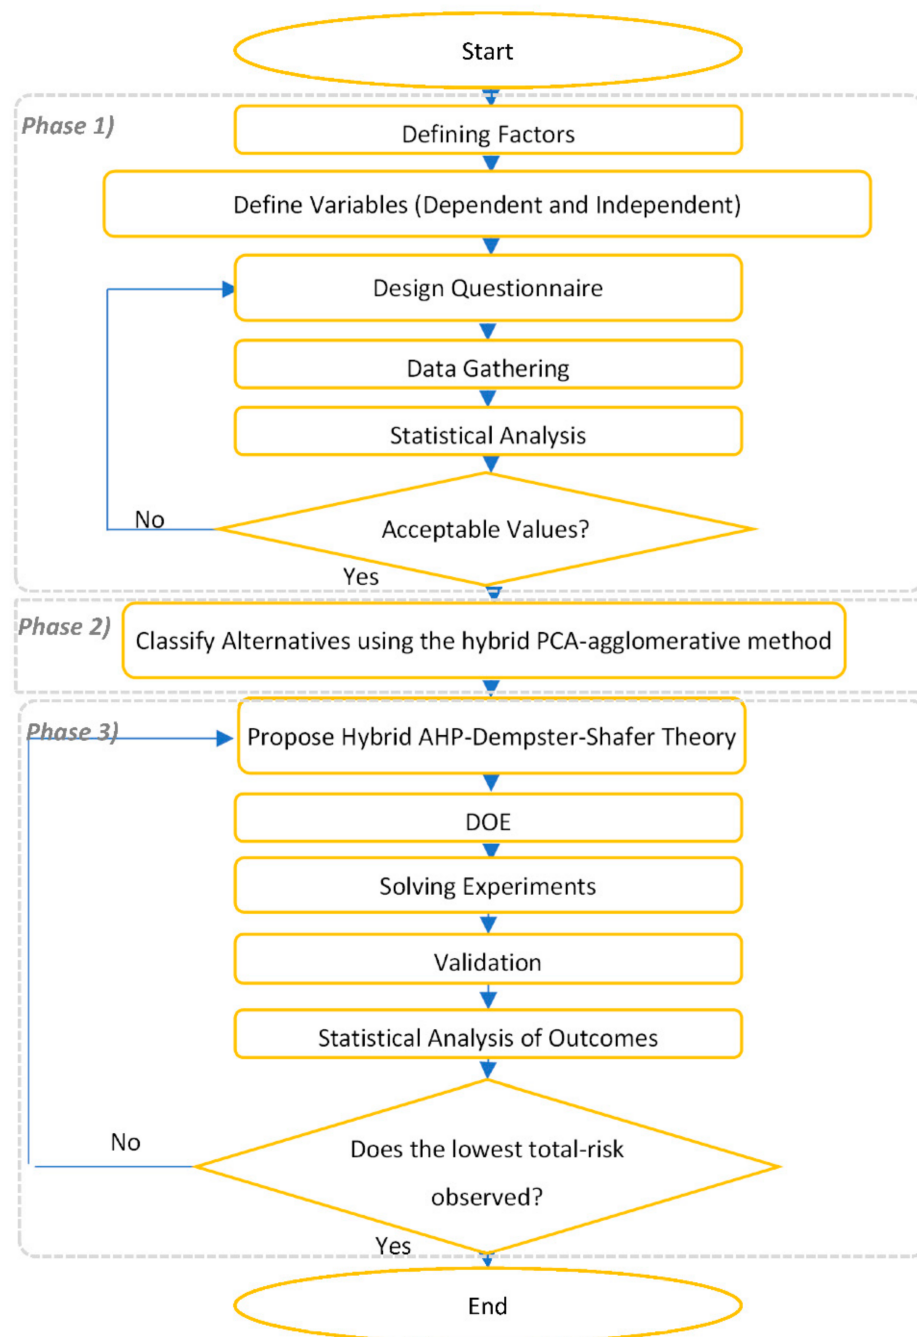 Start
Phase 1)
Defining Factors
Define Variables (Dependent and Independent)
Design Questionnaire
Data Gathering
Statistical Analysis
Acceptable Values?
No
Yes
Phase 2)
Classify Alternatives using the hybrid PCA-agglomerative method
Phase 3)
Propose Hybrid AHP-Dempster-Shafer Theory
DOE
Solving Experiments
Validation
Statistical Analysis of Outcomes
No
Does the lowest total-risk
observed?
Yes
End